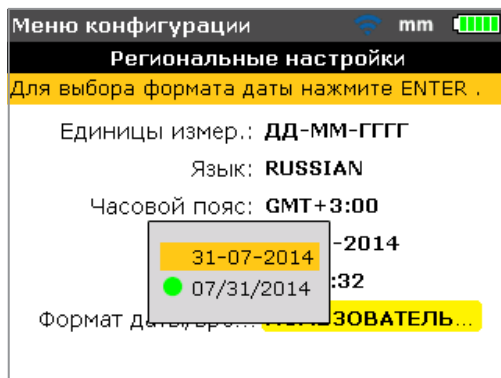 Меню конфигурации mm
Региональные настройки
Для выбора формата даты нажмите ENTER .
Единицы измер.: ДД-ММ-ГГГГ
Язык: RUSSIAN
Часовой пояс: GMT+3:00
-2014
31-07-2014
:32
07/31/2014
Формат